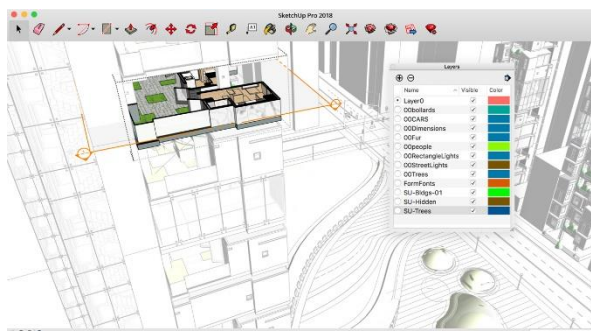 SketchUp Pro 2018
A1
Layers
Name Visible Color
Layer0
00bollards
00CARS
00Dimensions
00Fur
00people
00RectangleLights
00StreetLights
00Trees
FormFonts
SU-Bldgs-01
SU-Hidden
SU-Trees